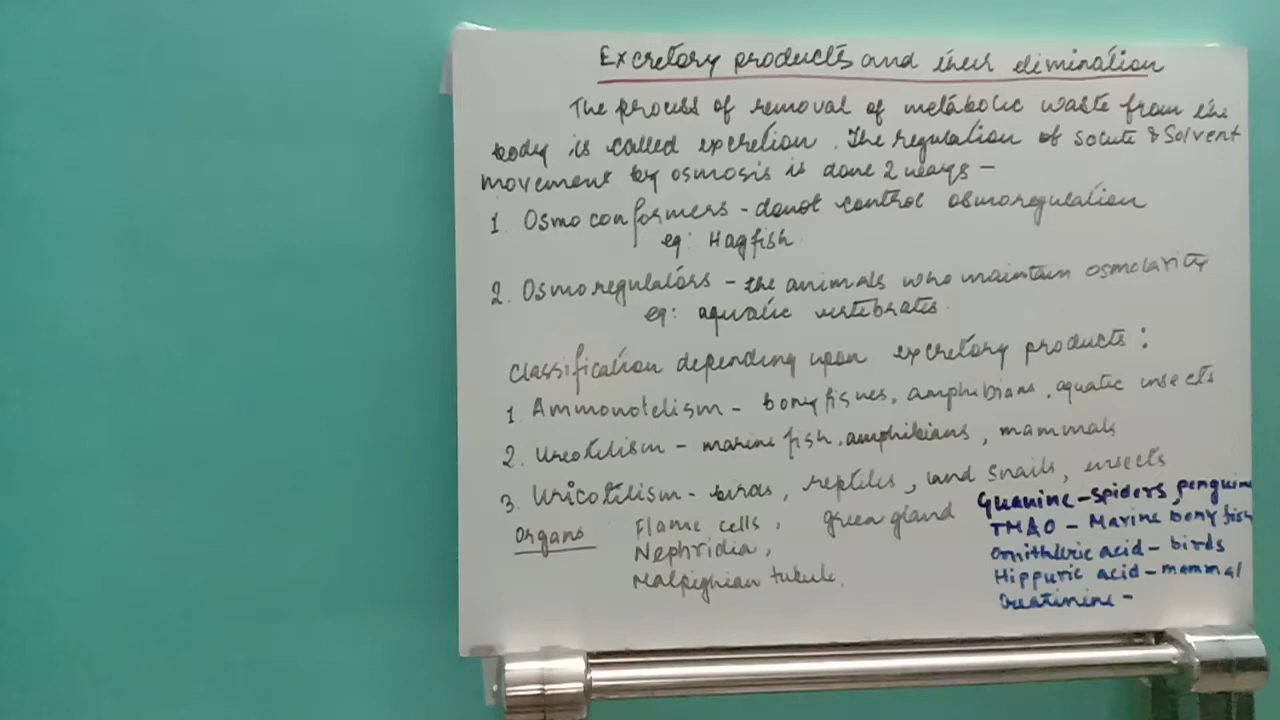 Excretory products and their elimination
The process of removal of metabolic waste from the
body is called excretion. The regulation of solute & Solvent
movement by osmosis is done 2 ways -
1. Osmoconformers - donot control osmoregulation
eg: Hagfish
2. Osmoregulators - the animals who maintain osmolarity
eg: aquatic vertebrates.
Classification depending upon excretory products:
1. Ammonotelism - bony fishes, amphibians, aquatic insects
2. Ureotelism - marine fish, amphibians, mammals
3. Uricotelism - birds, reptiles, land snails, insects
Organs Flame cells, green gland
Nephridia,
Malpighian tubule.
Guanine - spiders, penguins
TMAO - Marine bony fish
Ornithuric acid - birds
Hippuric acid - mammal
Creatinine -